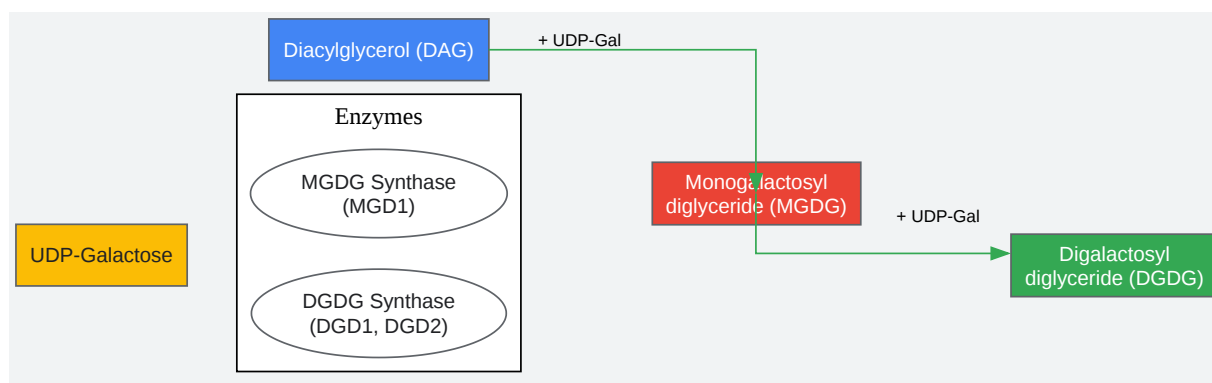 Diacylglycerol (DAG)
+ UDP-Gal
Enzymes
MGDG Synthase
(MGD1)
Monogalactosyl
diglyceride (MGDG)
+ UDP-Gal
UDP-Galactose
Digalactosyl
diglyceride (DGDG)
DGDG Synthase
(DGD1, DGD2)